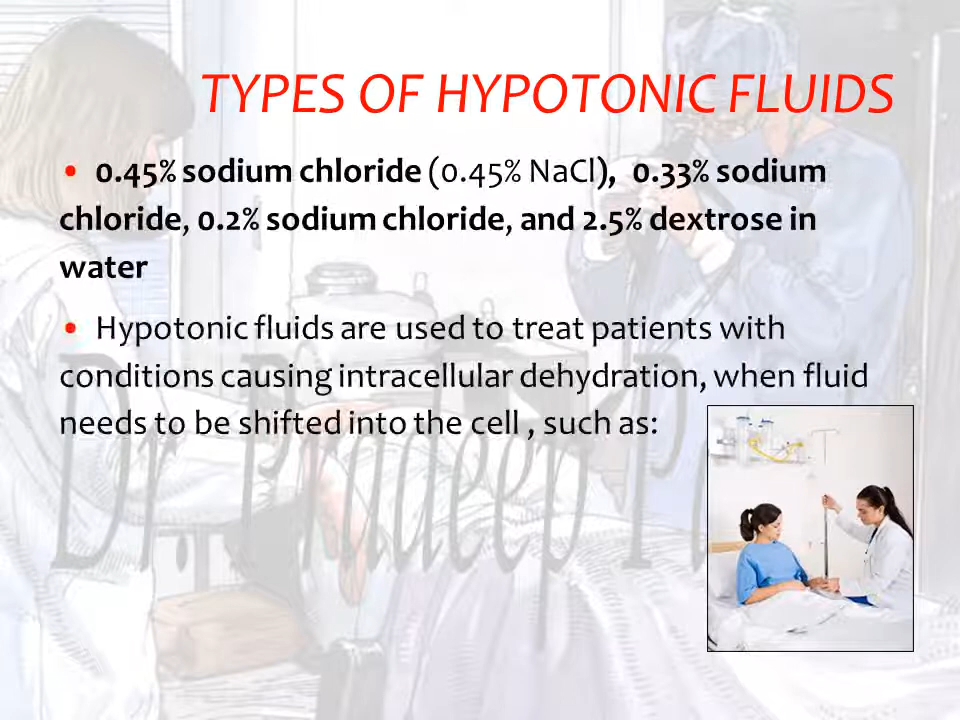 TYPES OF HYPOTONIC FLUIDS
• 0.45% sodium chloride (0.45% NaCl), 0.33% sodium
chloride, 0.2% sodium chloride, and 2.5% dextrose in
water
• Hypotonic fluids are used to treat patients with
conditions causing intracellular dehydration, when fluid
needs to be shifted into the cell , such as:
Dr.